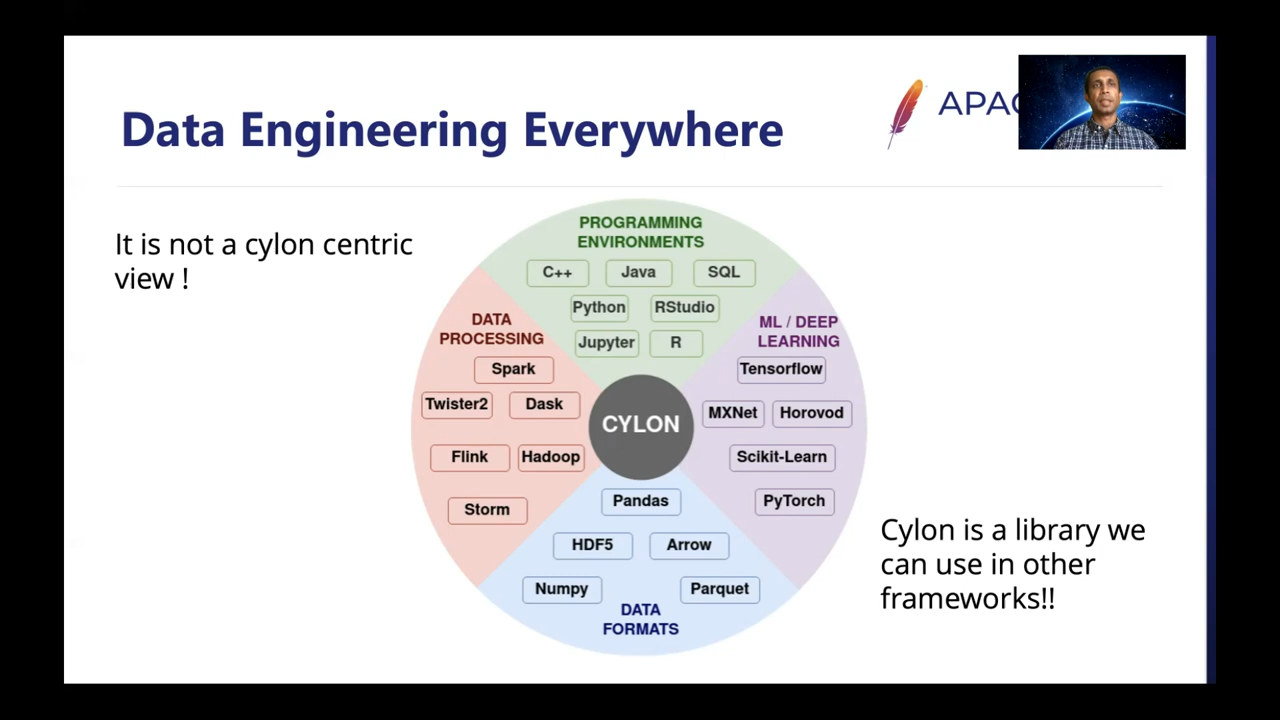 Data Engineering Everywhere
It is not a cylon centric
view !
PROGRAMMING
ENVIRONMENTS
C++ Java SQL
Python RStudio
Jupyter R
DATA
PROCESSING
Spark
Twister2 Dask
Flink Hadoop
Storm
CYLON
ML / DEEP
LEARNING
Tensorflow
MXNet Horovod
Scikit-Learn
PyTorch
Pandas
HDF5 Arrow
Numpy Parquet
DATA
FORMATS
Cylon is a library we
can use in other
frameworks!!